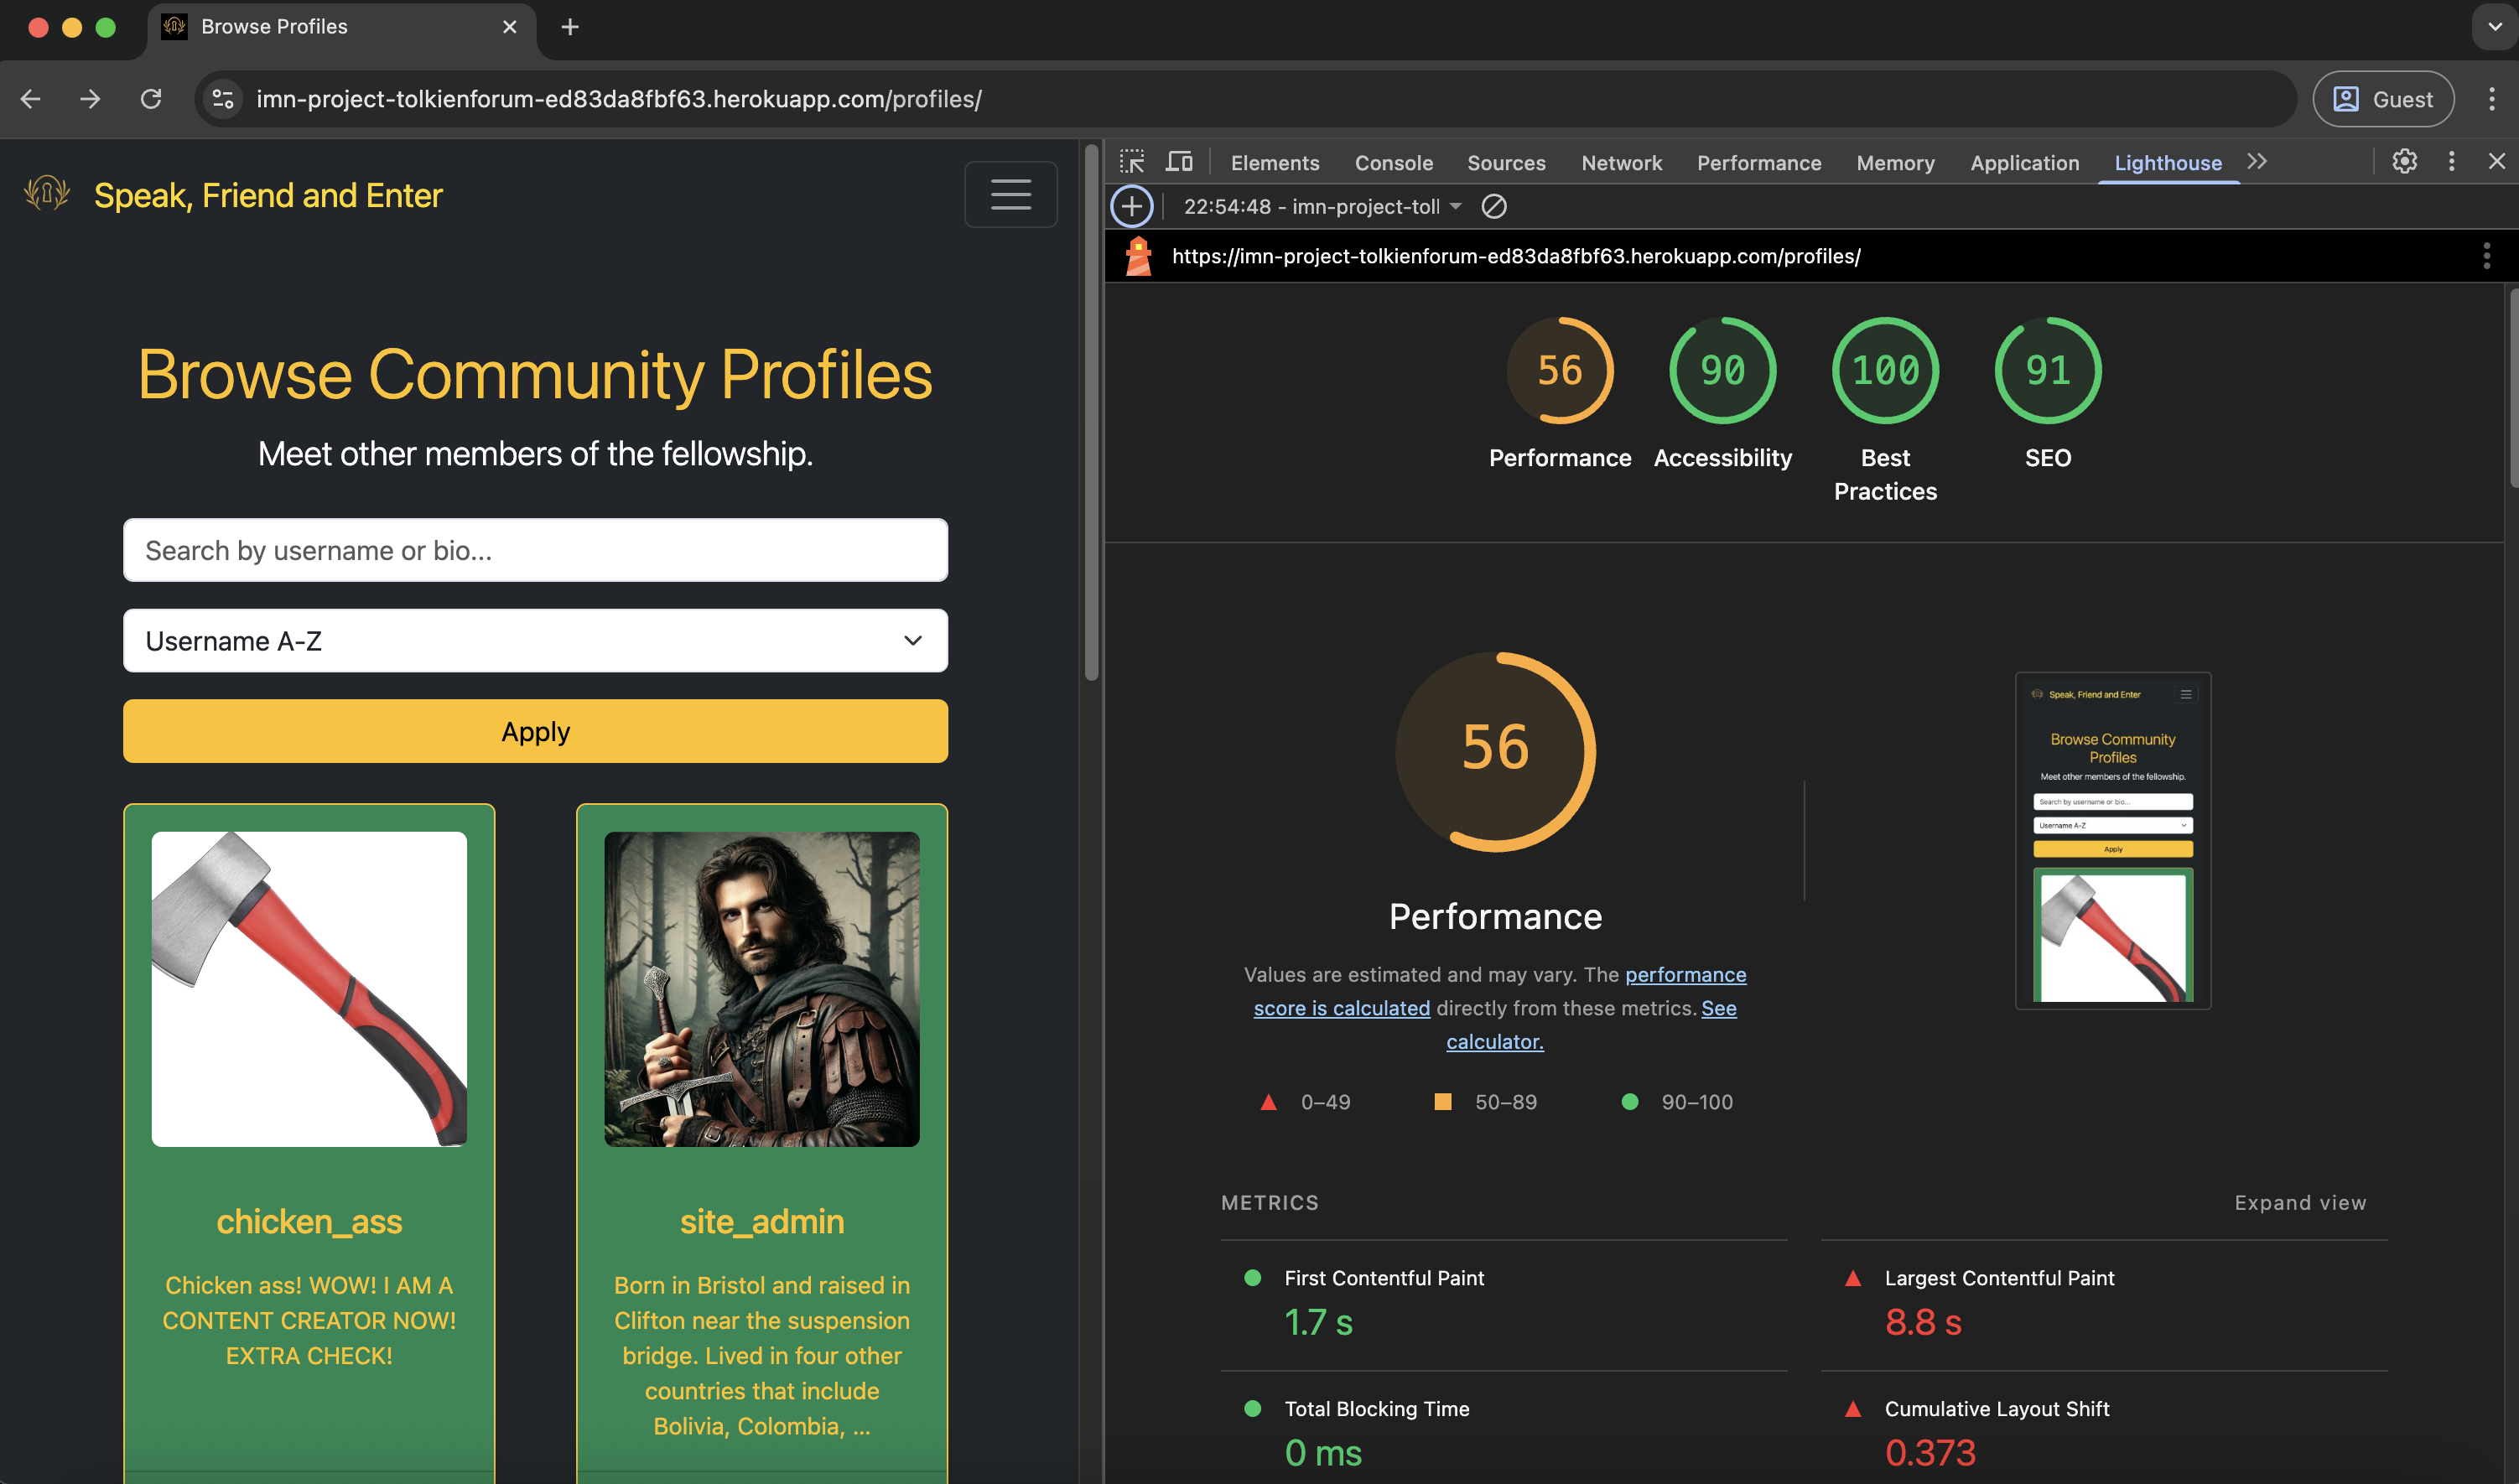 Browse Profiles
imn-project-tolkienforum-ed83da8fbf63.herokuapp.com/profiles/
Guest
Speak, Friend and Enter
Browse Community Profiles
Meet other members of the fellowship.
Search by username or bio...
Username A-Z
Apply
chicken_ass
Chicken ass! WOW! I AM A
CONTENT CREATOR NOW!
EXTRA CHECK!
site_admin
Born in Bristol and raised in
Clifton near the suspension
bridge. Lived in four other
countries that include
Bolivia, Colombia, ...
Elements Console Sources Network Performance Memory Application Lighthouse
22:54:48 - imn-project-toll
https://imn-project-tolkienforum-ed83da8fbf63.herokuapp.com/profiles/
56 90 100 91
Performance Accessibility Best Practices SEO
56
Performance
Values are estimated and may vary. The performance
score is calculated directly from these metrics. See
calculator.
0–49 50–89 90–100
Speak, Friend and Enter
Browse Community
Profiles
Meet other members of the fellowship.
Search by username or bio...
Username A-Z
Apply
METRICS Expand view
First Contentful Paint
1.7 s
Largest Contentful Paint
8.8 s
Total Blocking Time
0 ms
Cumulative Layout Shift
0.373